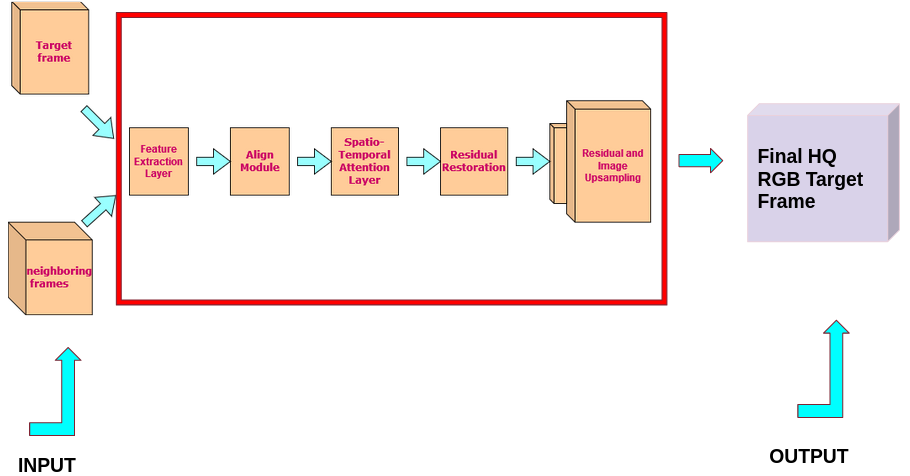 Target
frame
neighboring
frames
INPUT
Feature
Extraction
Layer
Align
Module
Spatio-
Temporal
Attention
Layer
Residual
Restoration
Residual and
Image
Upsampling
Final HQ
RGB Target
Frame
OUTPUT